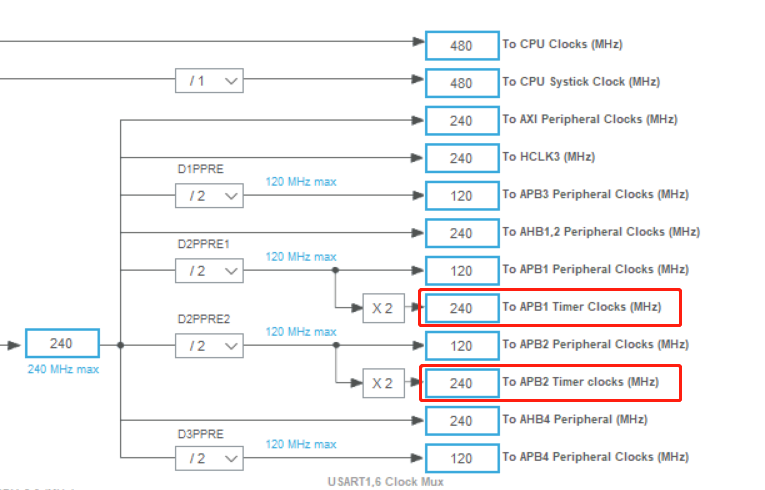 480 To CPU Clocks (MHz)
/ 1 480 To CPU Systick Clock (MHz)
240 To AXI Peripheral Clocks (MHz)
240 To HCLK3 (MHz)
D1PPRE
/ 2 120 MHz max 120 To APB3 Peripheral Clocks (MHz)
240 To AHB1,2 Peripheral Clocks (MHz)
D2PPRE1
/ 2 120 MHz max 120 To APB1 Peripheral Clocks (MHz)
X 2 240 To APB1 Timer Clocks (MHz)
D2PPRE2
240 / 2 120 MHz max 120 To APB2 Peripheral Clocks (MHz)
240 MHz max
X 2 240 To APB2 Timer clocks (MHz)
240 To AHB4 Peripheral (MHz)
D3PPRE
/ 2 120 MHz max 120 To APB4 Peripheral Clocks (MHz)
USART1,6 Clock Mux